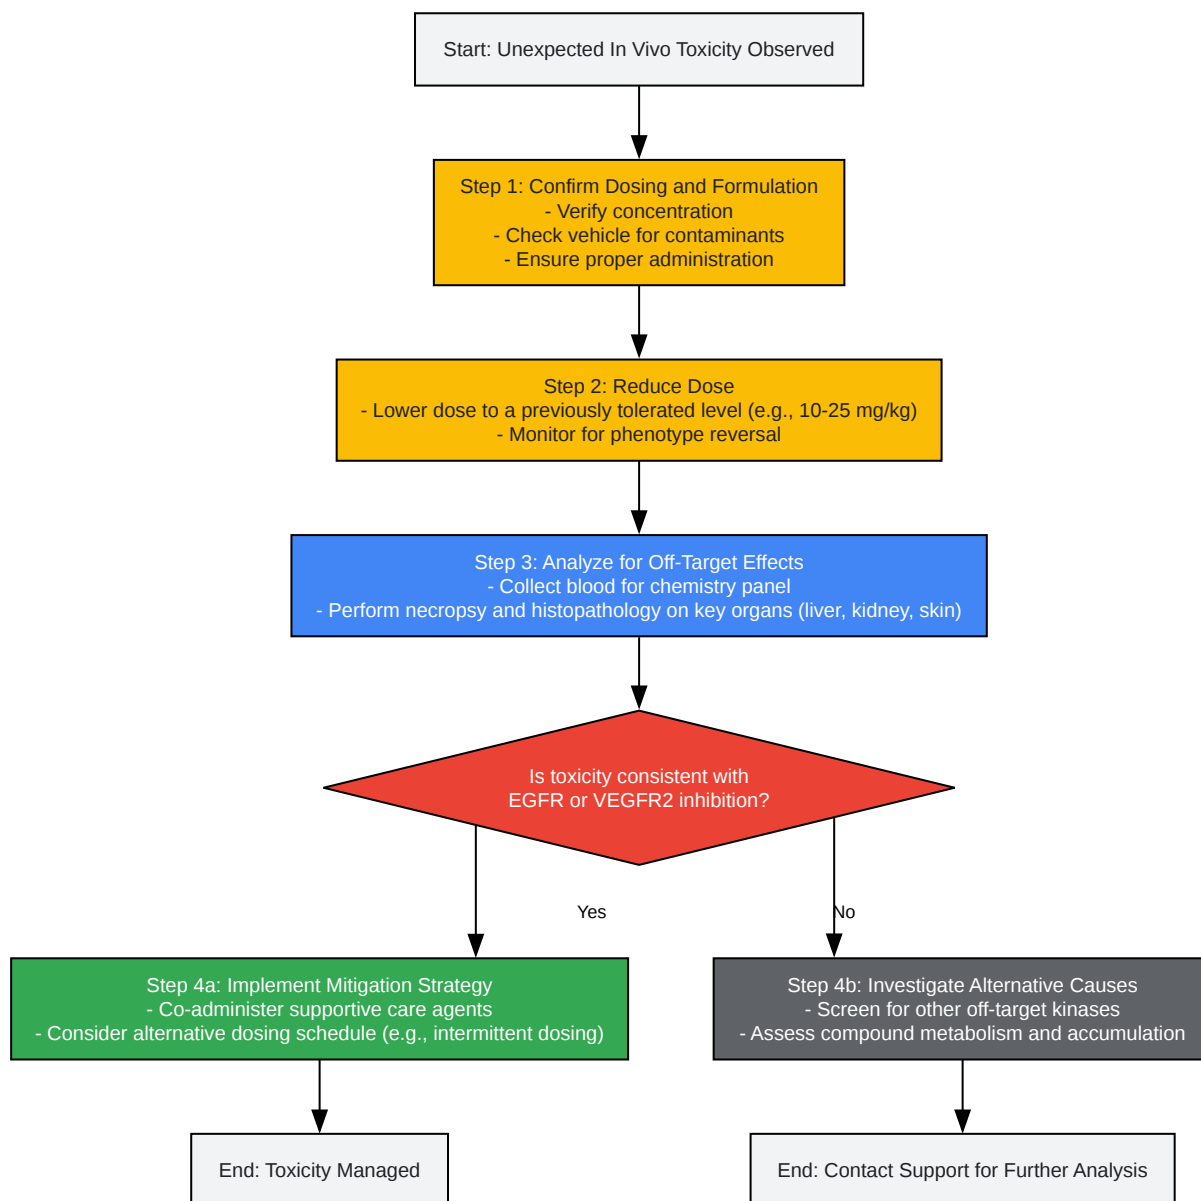 Start: Unexpected In Vivo Toxicity Observed
Step 1: Confirm Dosing and Formulation
- Verify concentration
- Check vehicle for contaminants
- Ensure proper administration
Step 2: Reduce Dose
- Lower dose to a previously tolerated level (e.g., 10-25 mg/kg)
- Monitor for phenotype reversal
Step 3: Analyze for Off-Target Effects
- Collect blood for chemistry panel
- Perform necropsy and histopathology on key organs (liver, kidney, skin)
Is toxicity consistent with
EGFR or VEGFR2 inhibition?
Yes
No
Step 4a: Implement Mitigation Strategy
- Co-administer supportive care agents
- Consider alternative dosing schedule (e.g., intermittent dosing)
Step 4b: Investigate Alternative Causes
- Screen for other off-target kinases
- Assess compound metabolism and accumulation
End: Toxicity Managed
End: Contact Support for Further Analysis